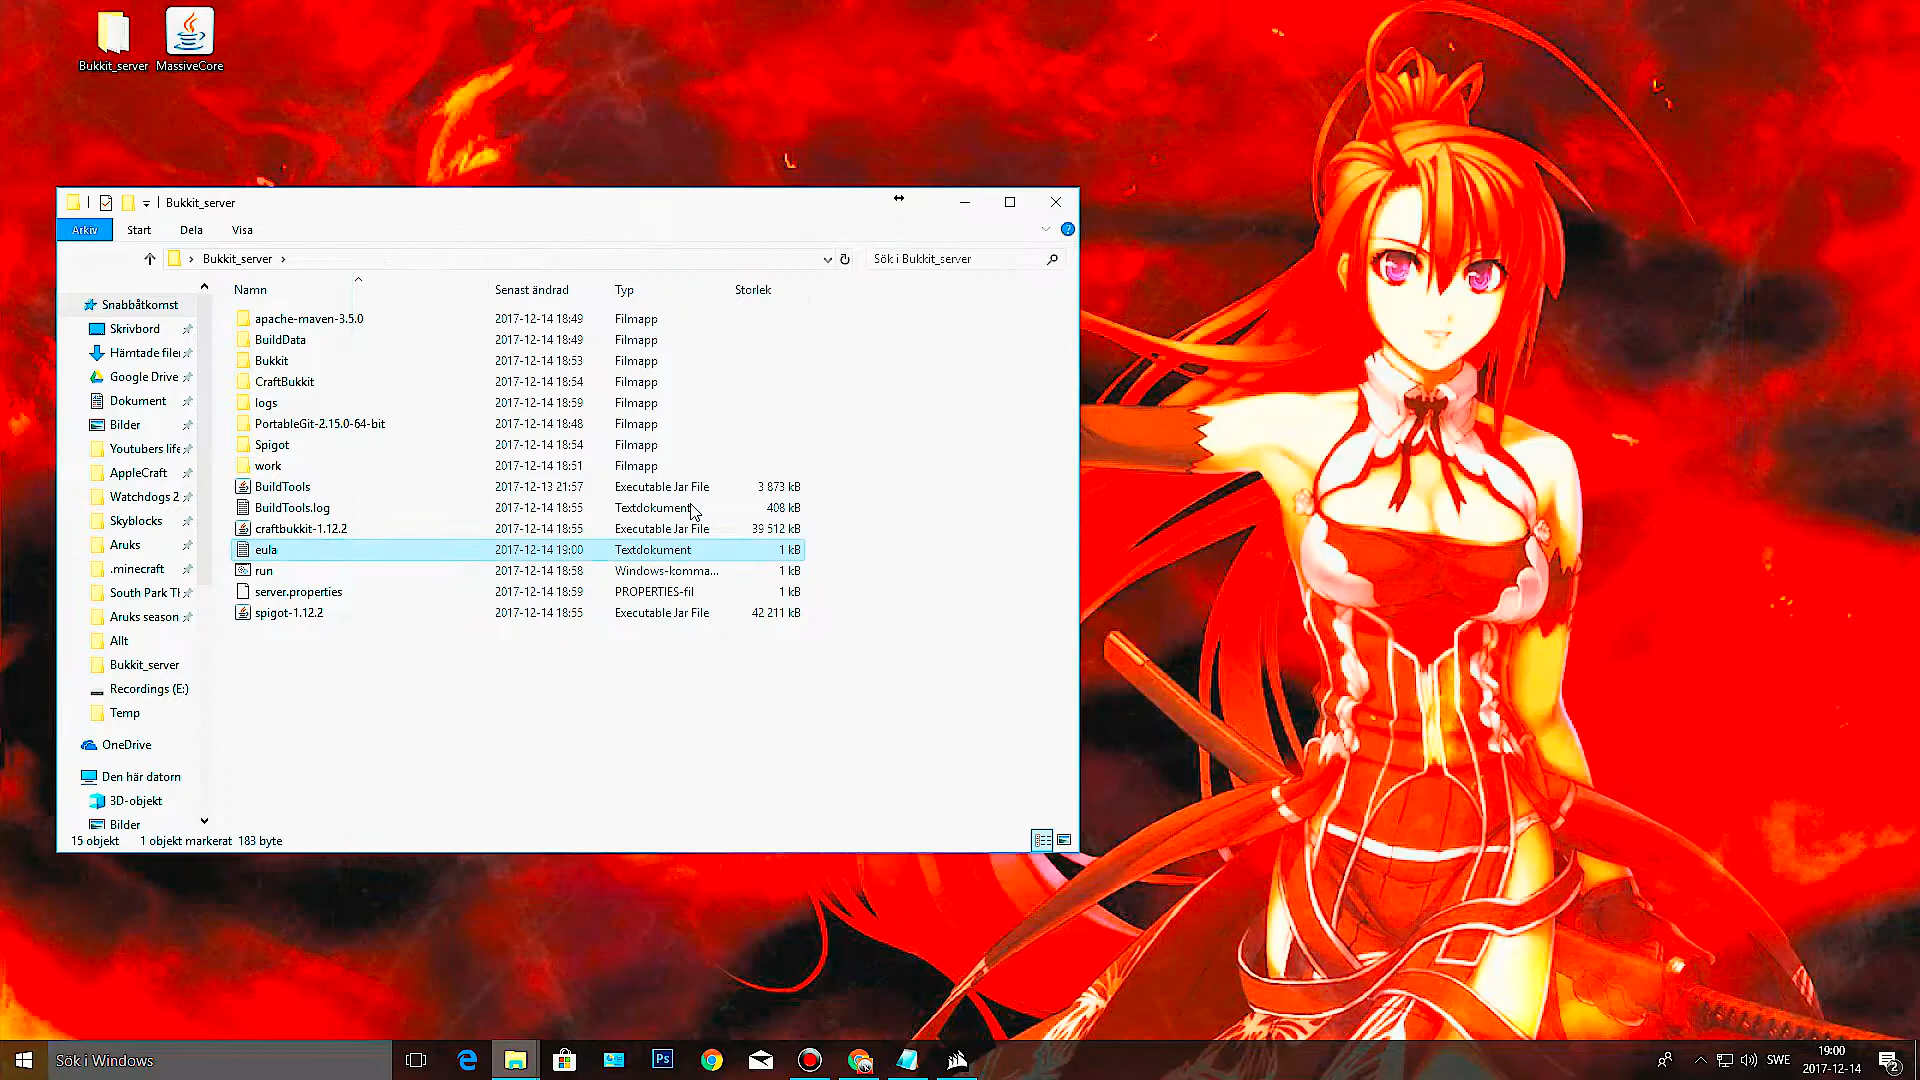 Bukkit_server
MassiveCore
Bukkit_server
Arkiv
Start
Dela
Visa
Bukkit_server
Sök i Bukkit_server
Namn
Senast ändrad
Typ
Storlek
Snabbåtkomst
Skrivbord
Hämtade filer
Google Drive
Dokument
Bilder
Youtubers life
AppleCraft
Watchdogs 2
Skyblocks
Aruks
.minecraft
South Park Tl
Aruks season
Allt
Bukkit_server
Recordings (E:)
Temp
OneDrive
Den här datorn
3D-objekt
Bilder
apache-maven-3.5.0 2017-12-14 18:49 Filmapp
BuildData 2017-12-14 18:49 Filmapp
Bukkit 2017-12-14 18:53 Filmapp
CraftBukkit 2017-12-14 18:54 Filmapp
logs 2017-12-14 18:59 Filmapp
PortableGit-2.15.0-64-bit 2017-12-14 18:48 Filmapp
Spigot 2017-12-14 18:54 Filmapp
work 2017-12-14 18:51 Filmapp
BuildTools 2017-12-13 21:57 Executable Jar File 3 873 kB
BuildTools.log 2017-12-14 18:55 Textdokument 408 kB
craftbukkit-1.12.2 2017-12-14 18:55 Executable Jar File 39 512 kB
eula 2017-12-14 19:00 Textdokument 1 kB
run 2017-12-14 18:58 Windows-komma... 1 kB
server.properties 2017-12-14 18:59 PROPERTIES-fil 1 kB
spigot-1.12.2 2017-12-14 18:55 Executable Jar File 42 211 kB
15 objekt
1 objekt markerat 183 byte
Sök i Windows
Ps
SWE
19:00
2017-12-14
2